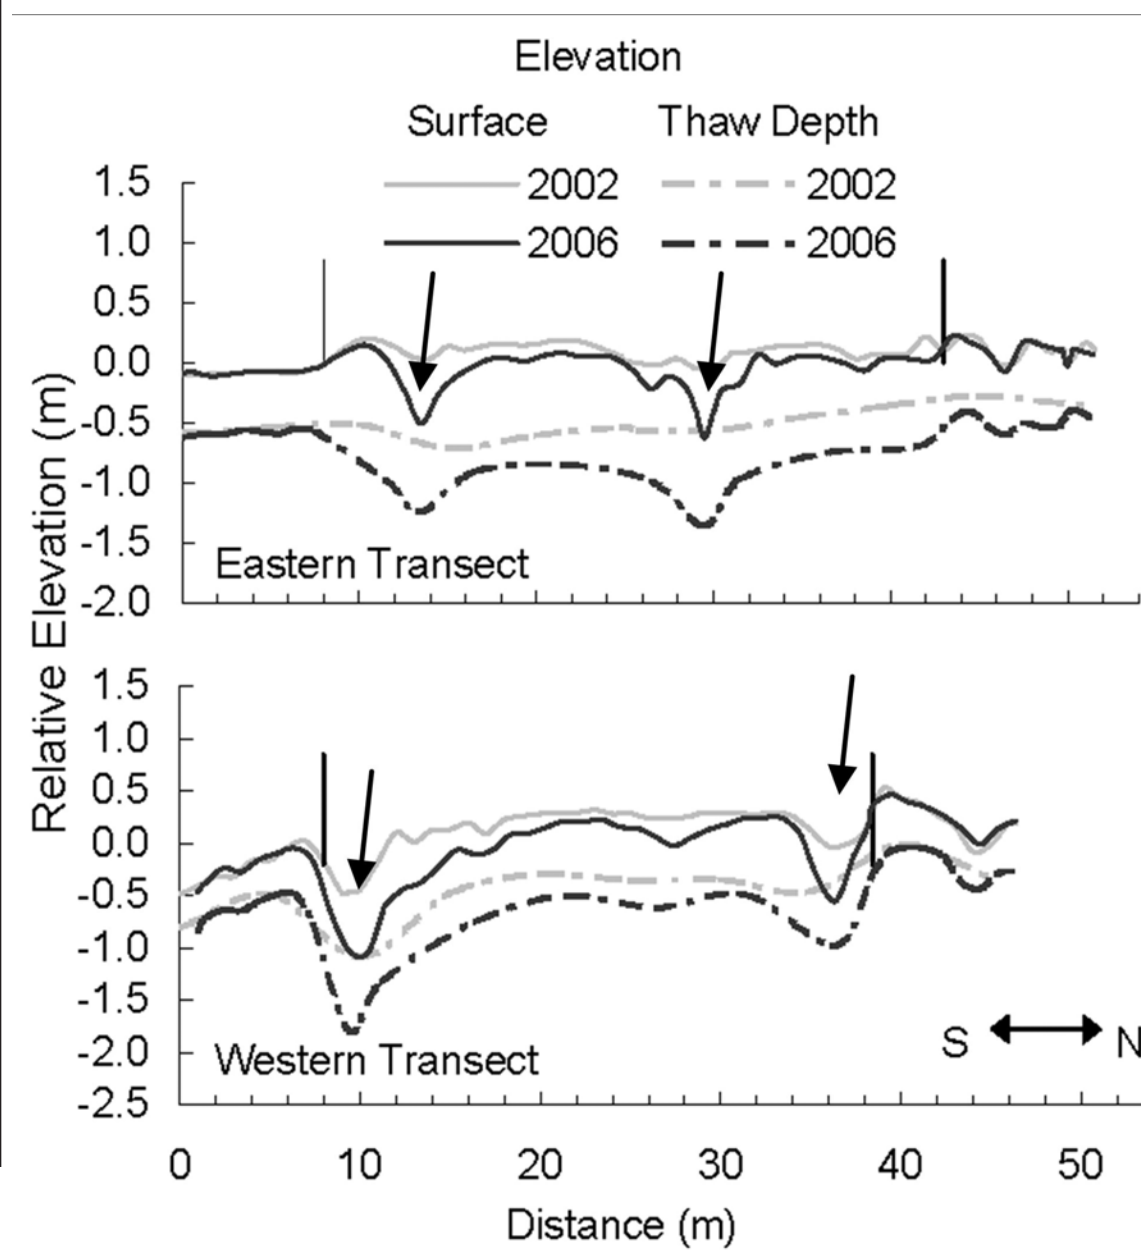 Elevation
Surface Thaw Depth
2002 2002
2006 2006
1.5
1.0
0.5
0.0
-0.5
-1.0
-1.5
-2.0
Eastern Transect
Relative Elevation (m)
1.5
1.0
0.5
0.0
-0.5
-1.0
-1.5
-2.0
-2.5
S N
Western Transect
0 10 20 30 40 50
Distance (m)